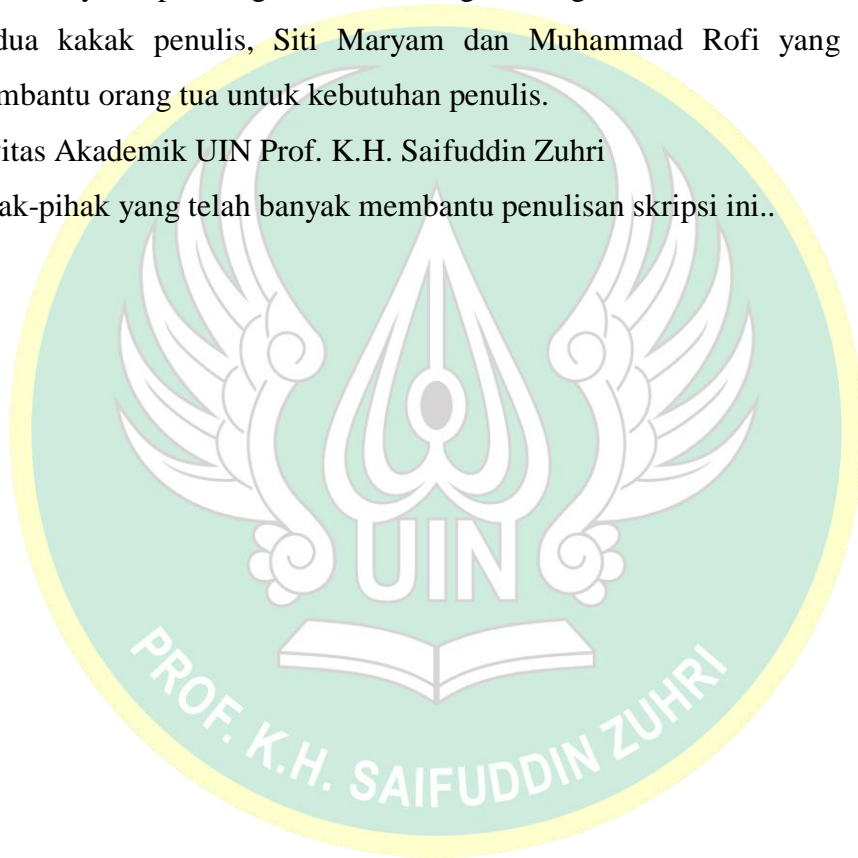 dua kakak penulis, Siti Maryam dan Muhammad Rofi yang
mbantu orang tua untuk kebutuhan penulis.
itas Akademik UIN Prof. K.H. Saifuddin Zuhri
ak-pihak yang telah banyak membantu penulisan skripsi ini..
UIN
PROF. K.H. SAIFUDDIN ZUHRI